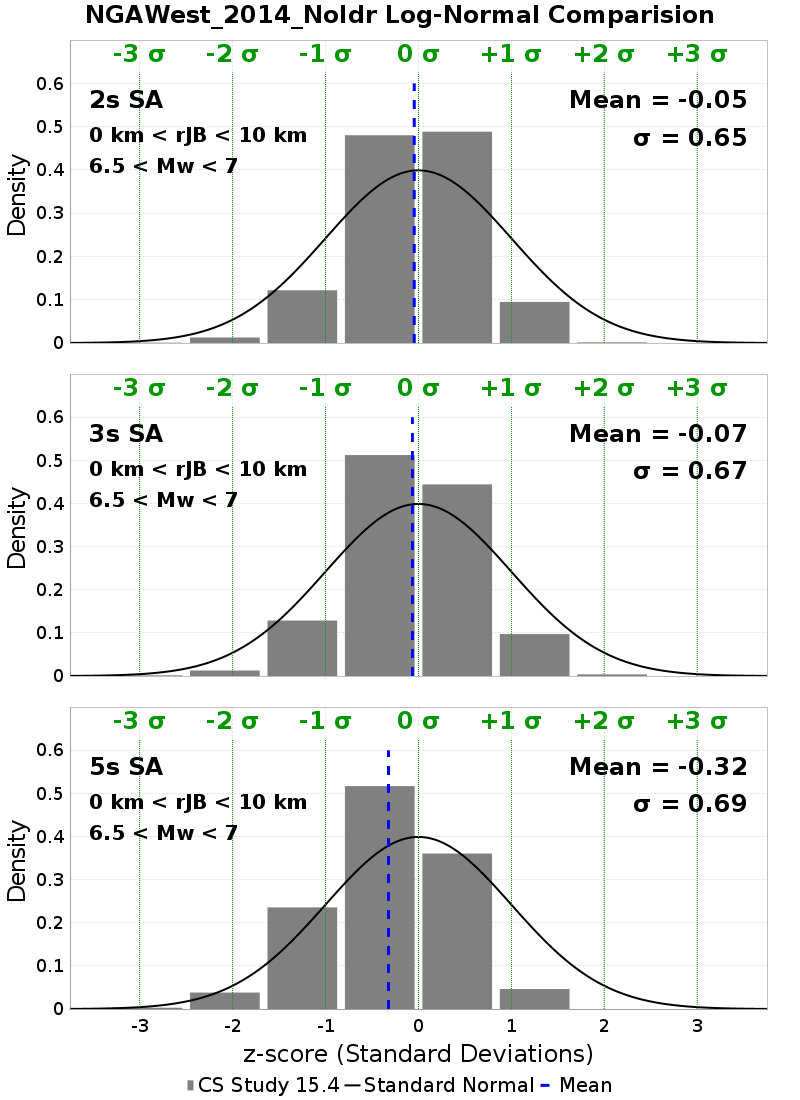 NGAWest_2014_NoIdr Log-Normal Comparision
-3 σ -2 σ -1 σ 0 σ +1 σ +2 σ +3 σ
0.6
2s SA Mean = -0.05
0.5
0 km < rJB < 10 km σ = 0.65
6.5 < Mw < 7
0.4
0.3
0.2
0.1
0
Density
-3 σ -2 σ -1 σ 0 σ +1 σ +2 σ +3 σ
0.6
3s SA Mean = -0.07
0.5
0 km < rJB < 10 km σ = 0.67
6.5 < Mw < 7
0.4
0.3
0.2
0.1
0
Density
-3 σ -2 σ -1 σ 0 σ +1 σ +2 σ +3 σ
0.6
5s SA Mean = -0.32
0.5
0 km < rJB < 10 km σ = 0.69
6.5 < Mw < 7
0.4
0.3
0.2
0.1
0
Density
-3 -2 -1 0 1 2 3
z-score (Standard Deviations)
CS Study 15.4 Standard Normal Mean